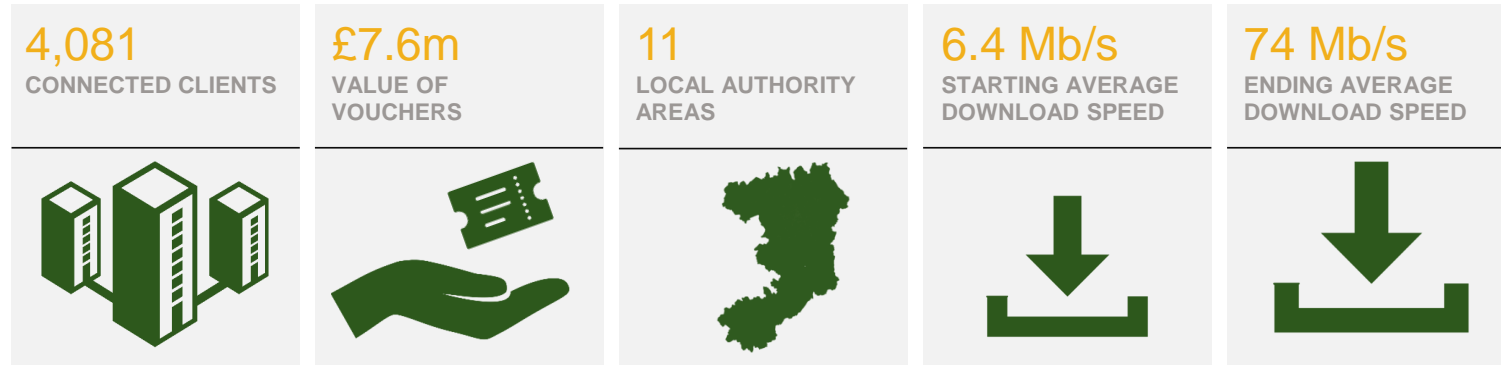 4,081
CONNECTED CLIENTS
£7.6m
VALUE OF
VOUCHERS
11
LOCAL AUTHORITY
AREAS
6.4 Mb/s
STARTING AVERAGE
DOWNLOAD SPEED
74 Mb/s
ENDING AVERAGE
DOWNLOAD SPEED